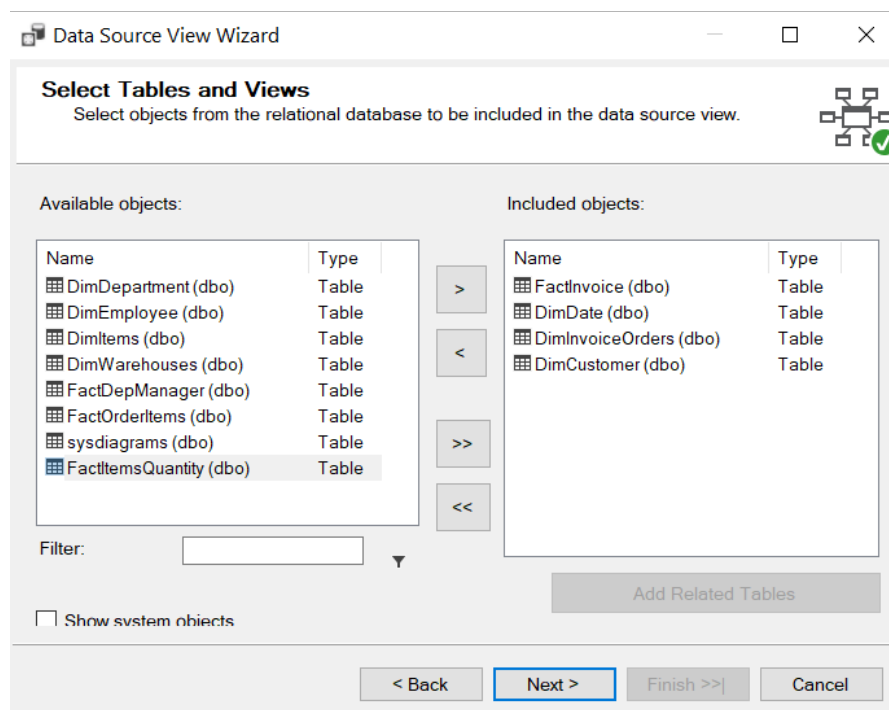 Data Source View Wizard
Select Tables and Views
Select objects from the relational database to be included in the data source view.
Available objects:
Name Type
DimDepartment (dbo) Table
DimEmployee (dbo) Table
DimItems (dbo) Table
DimWarehouses (dbo) Table
FactDepManager (dbo) Table
FactOrderItems (dbo) Table
sysdiagrams (dbo) Table
FactItemsQuantity (dbo) Table
Filter:
Show system objects
>
<
>>
<<
Included objects:
Name Type
FactInvoice (dbo) Table
DimDate (dbo) Table
DimInvoiceOrders (dbo) Table
DimCustomer (dbo) Table
Add Related Tables
< Back Next > Finish >>| Cancel